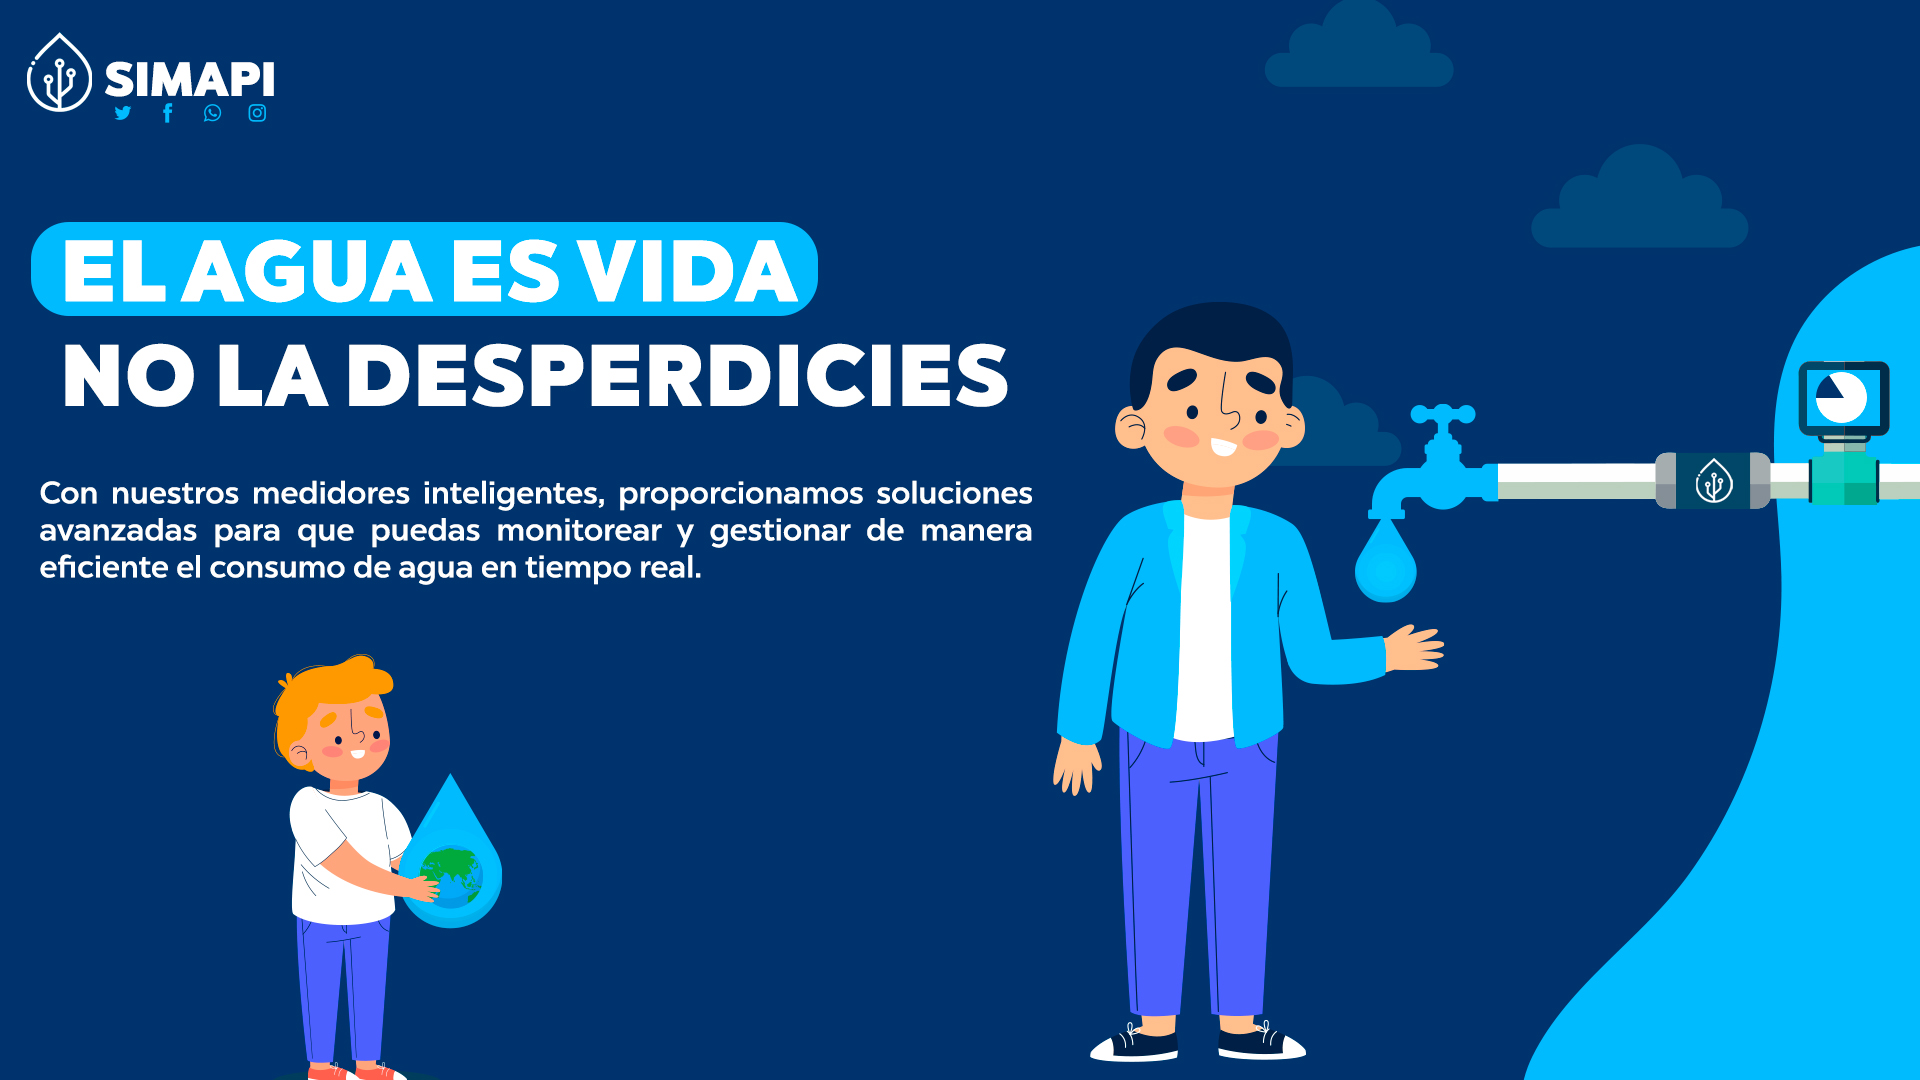 SIMAPI
EL AGUA ES VIDA
NO LA DESPERDICIES
Con nuestros medidores inteligentes, proporcionamos soluciones
avanzadas para que puedas monitorear y gestionar de manera
eficiente el consumo de agua en tiempo real.